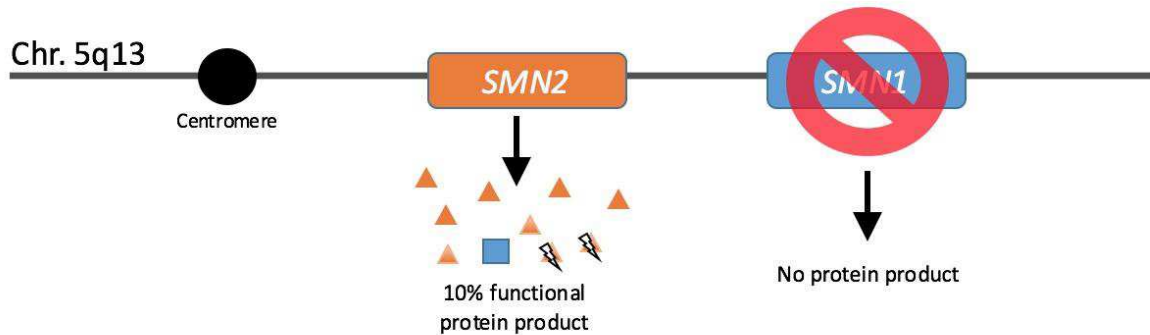 Chr. 5q13
Centromere
SMN2
SMN1
10% functional
protein product
No protein product